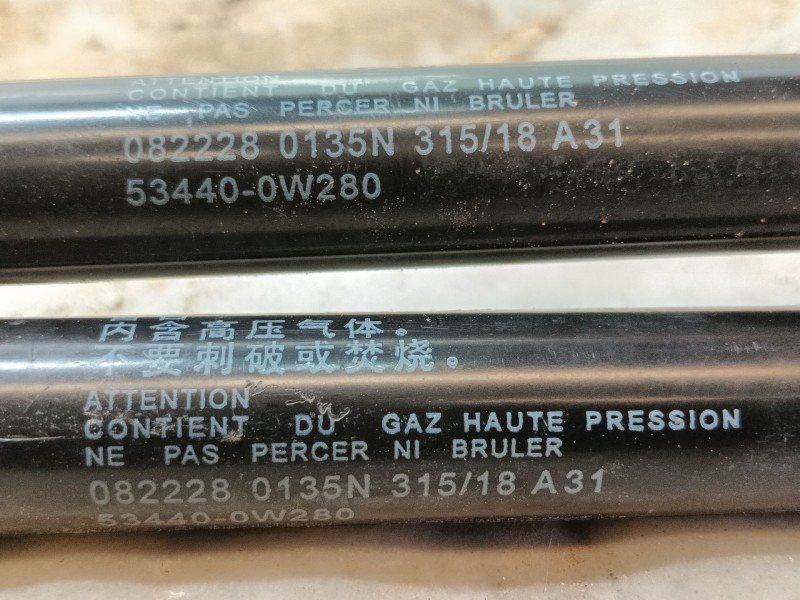 ATTENTION
CONTIENT DU GAZ HAUTE PRESSION
NE PAS PERCER NI BRULER
082228 0135N 315/18 A31
53440-0W280
内含高压气体。
不要刺破或焚烧。
ATTENTION
CONTIENT DU GAZ HAUTE PRESSION
NE PAS PERCER NI BRULER
082228 0135N 315/18 A31
53440-0W280